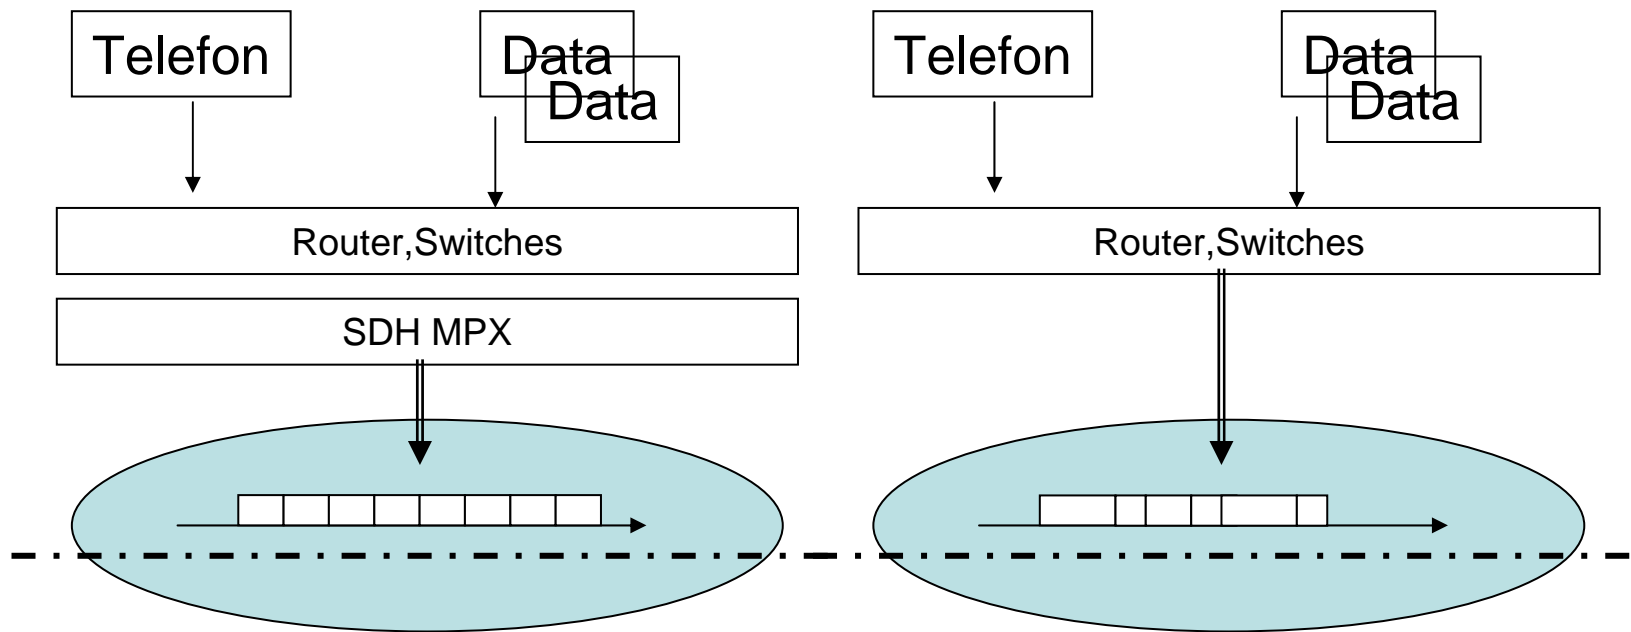 Telefon
Data
Data
Router,Switches
SDH MPX
Telefon
Data
Data
Router,Switches